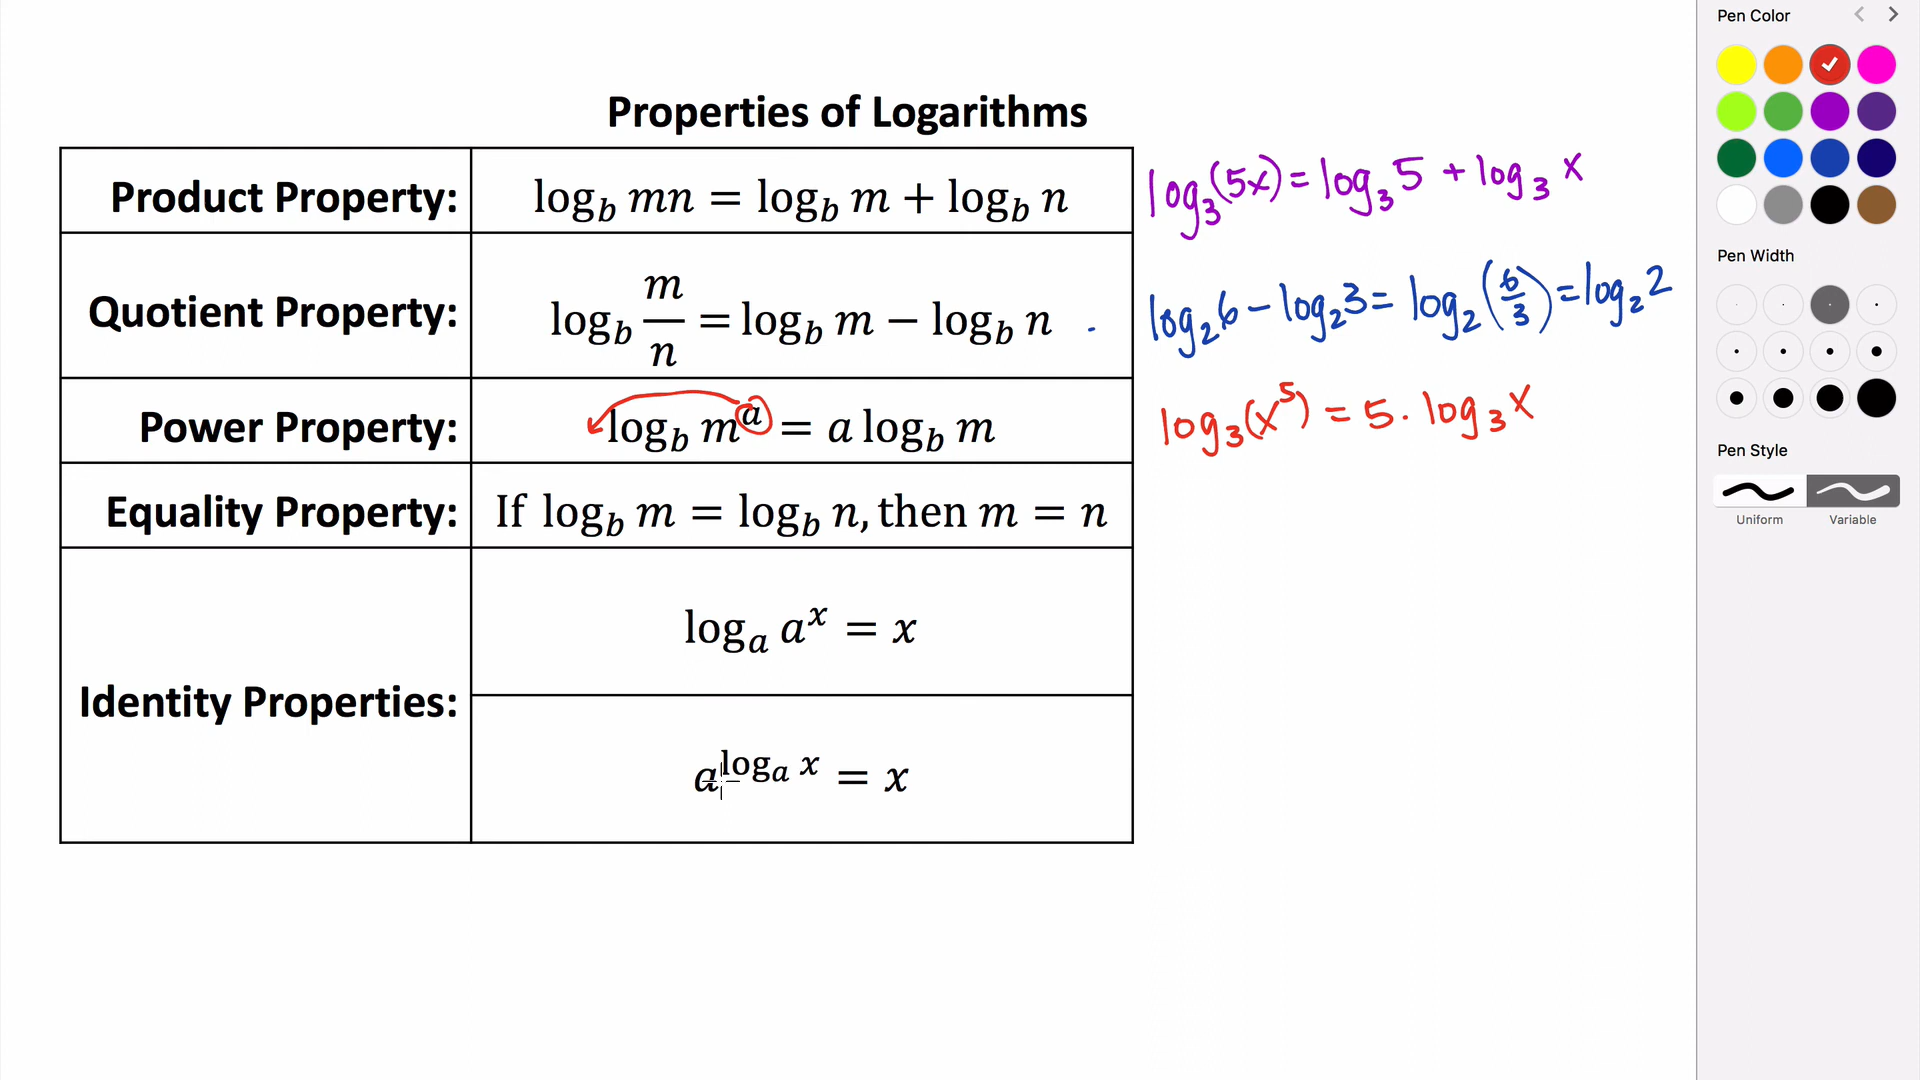 Pen Color
Properties of Logarithms
Product Property: log_b mn = log_b m + log_b n
log_3(5x) = log_3 5 + log_3 x
Quotient Property: log_b m/n = log_b m − log_b n
log_2 6 − log_2 3 = log_2(6/3) = log_2 2
Power Property: log_b m^a = a log_b m
log_3(x^5) = 5 · log_3 x
Equality Property: If log_b m = log_b n, then m = n
Identity Properties:
log_a a^x = x
a^(log_a x) = x
Pen Width
Pen Style
Uniform Variable